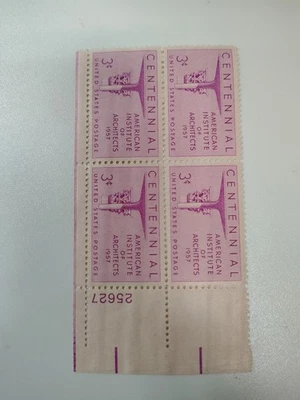 CENTENNIAL
3¢
AMERICAN
INSTITUTE
OF
ARCHITECTS
1957
UNITED STATES POSTAGE
CENTENNIAL
3¢
AMERICAN
INSTITUTE
OF
ARCHITECTS
1957
UNITED STATES POSTAGE
CENTENNIAL
3¢
AMERICAN
INSTITUTE
OF
ARCHITECTS
1957
UNITED STATES POSTAGE
CENTENNIAL
3¢
AMERICAN
INSTITUTE
OF
ARCHITECTS
1957
UNITED STATES POSTAGE
25627